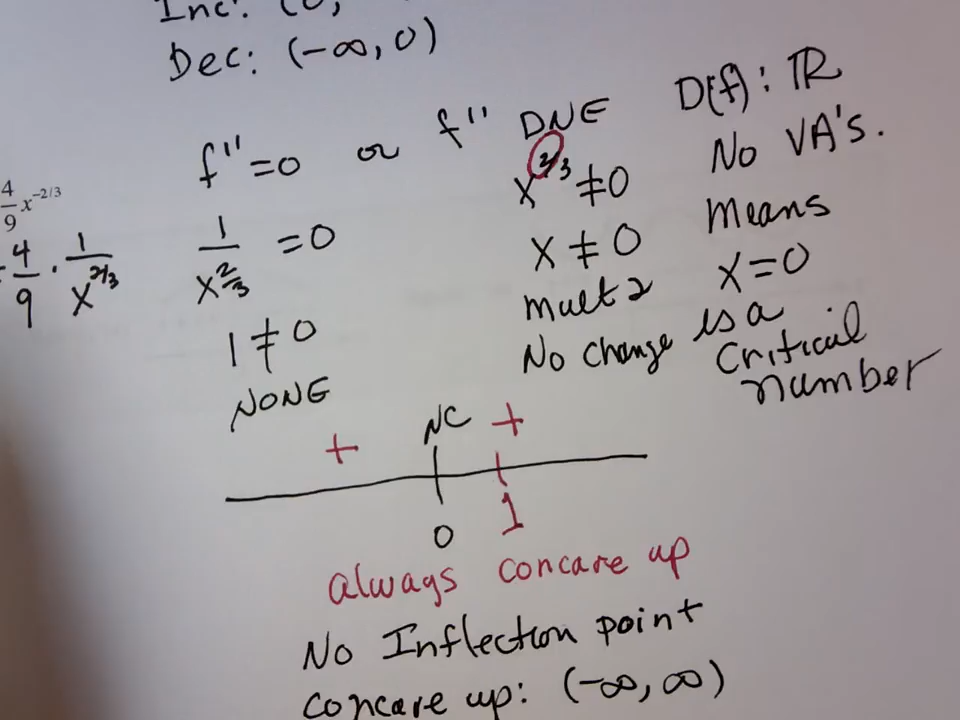 Inc: (0,
Dec: (-∞, 0)
f''=0 or f'' DNE
D(f): ℝ
No VA's.
Means
x=0
is a
Critical
number
4/9 x^{-2/3}
4/9 · 1/x^{2/3}
1/x^{2/3} =0
1 ≠ 0
NONE
x^{2/3} ≠0
x ≠ 0
mult 2
No change
+ NC + 
0 1
always concave up
No Inflection point
concave up: (-∞, ∞)